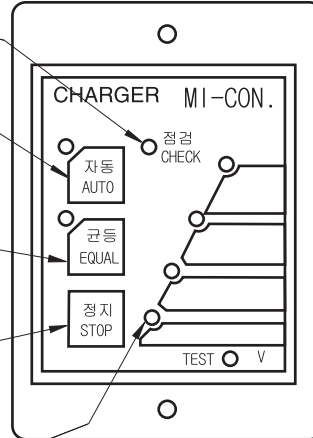 CHARGER MI-CON.
점검
CHECK
자동
AUTO
균등
EQUAL
정지
STOP
TEST V